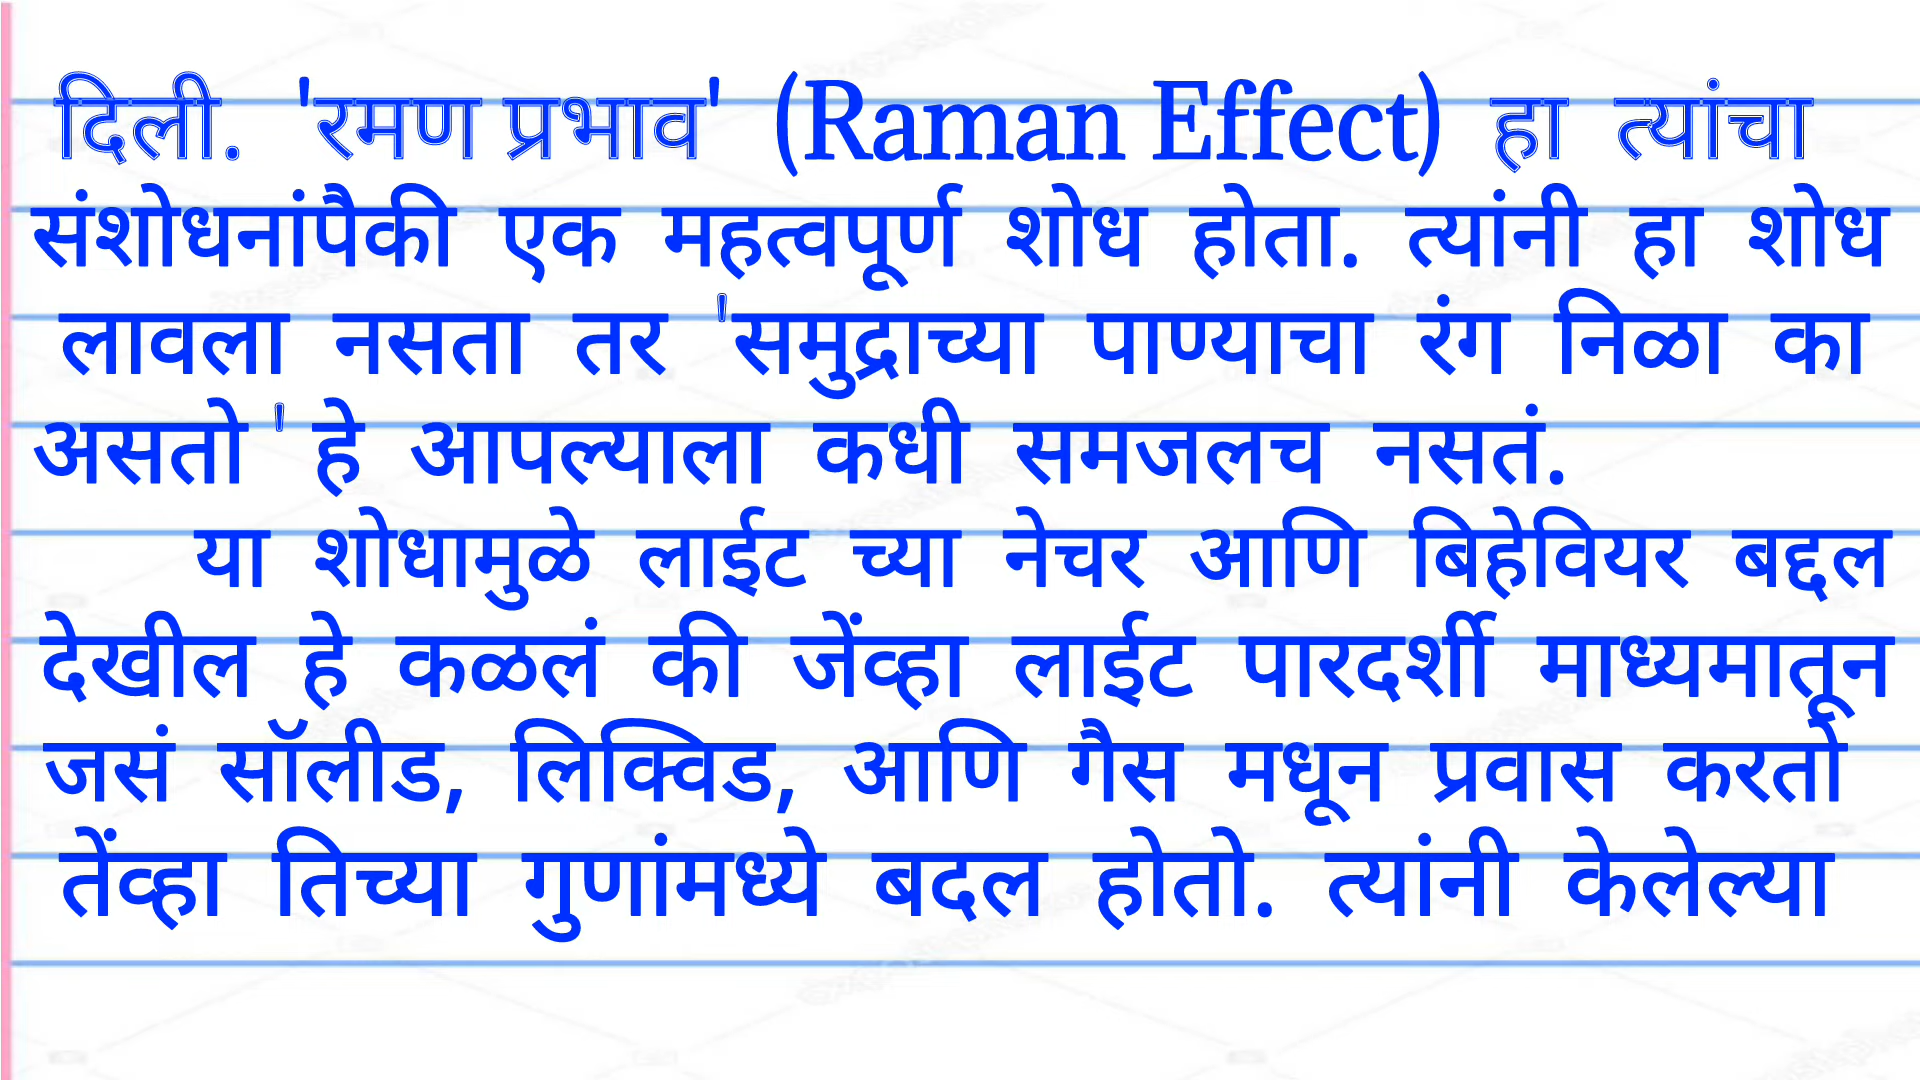 दिली. 'रमण प्रभाव' (Raman Effect) हा त्यांचा
संशोधनांपैकी एक महत्वपूर्ण शोध होता. त्यांनी हा शोध
लावला नसता तर 'समुद्राच्या पाण्याचा रंग निळा का
असतो ' हे आपल्याला कधी समजलच नसतं.
या शोधामुळे लाईट च्या नेचर आणि बिहेवियर बद्दल
देखील हे कळलं की जेंव्हा लाईट पारदर्शी माध्यमातून
जसं सॉलीड, लिक्विड, आणि गैस मधून प्रवास करतो
तेंव्हा तिच्या गुणांमध्ये बदल होतो. त्यांनी केलेल्या